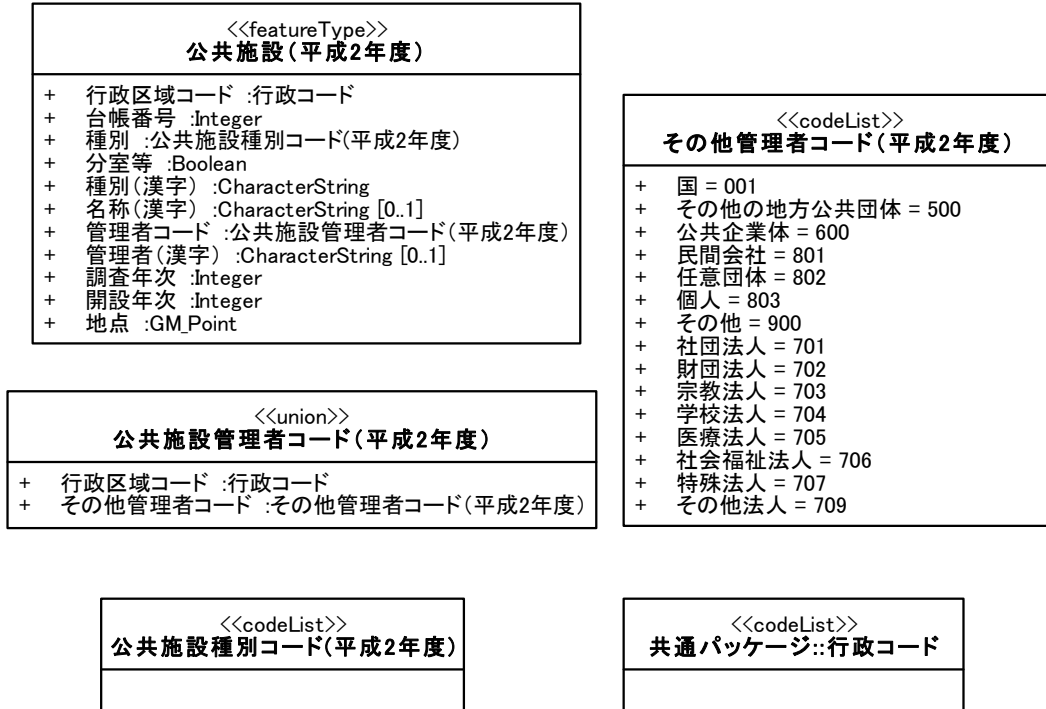 <<featureType>>
公共施設(平成2年度)
+ 行政区域コード :行政コード
+ 台帳番号 :Integer
+ 種別 :公共施設種別コード(平成2年度)
+ 分室等 :Boolean
+ 種別(漢字) :CharacterString
+ 名称(漢字) :CharacterString [0..1]
+ 管理者コード :公共施設管理者コード(平成2年度)
+ 管理者(漢字) :CharacterString [0..1]
+ 調査年次 :Integer
+ 開設年次 :Integer
+ 地点 :GM_Point
<<codeList>>
その他管理者コード(平成2年度)
+ 国 = 001
+ その他の地方公共団体 = 500
+ 公共企業体 = 600
+ 民間会社 = 801
+ 任意団体 = 802
+ 個人 = 803
+ その他 = 900
+ 社団法人 = 701
+ 財団法人 = 702
+ 宗教法人 = 703
+ 学校法人 = 704
+ 医療法人 = 705
+ 社会福祉法人 = 706
+ 特殊法人 = 707
+ その他法人 = 709
<<union>>
公共施設管理者コード(平成2年度)
+ 行政区域コード :行政コード
+ その他管理者コード :その他管理者コード(平成2年度)
<<codeList>>
公共施設種別コード(平成2年度)
<<codeList>>
共通パッケージ::行政コード